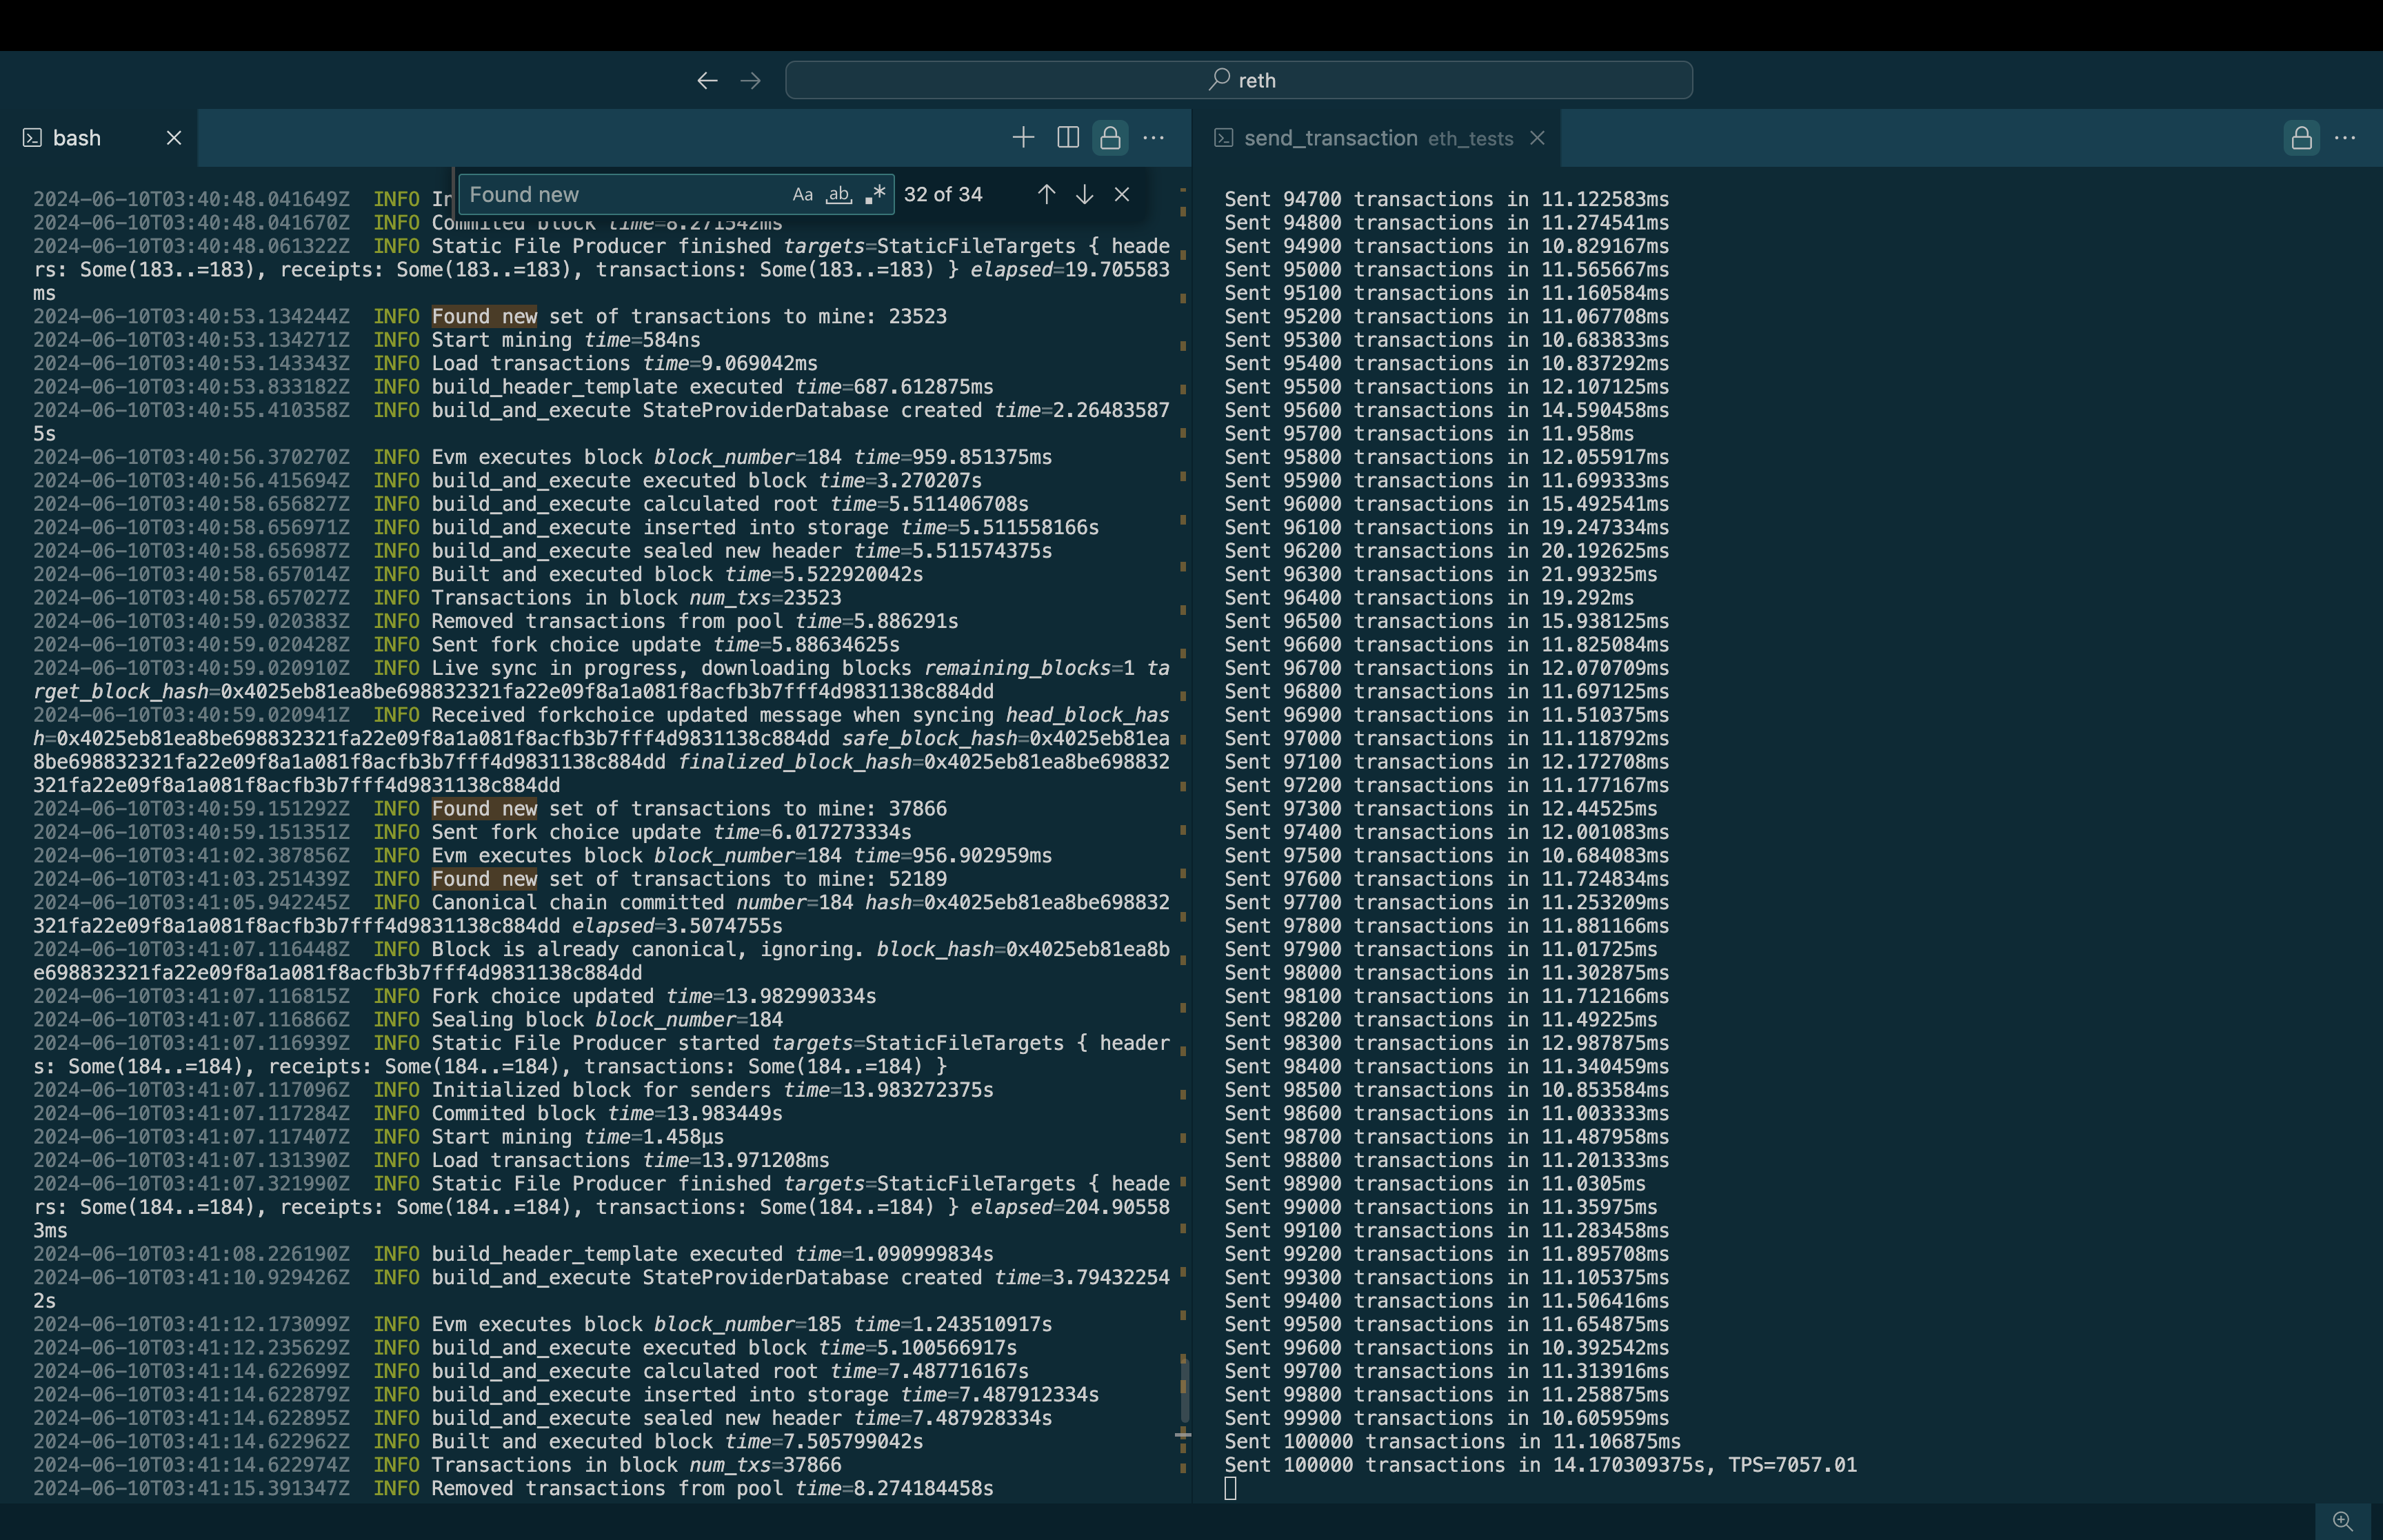 reth
bash
Found new
Aa
ab
.*
32 of 34
2024-06-10T03:40:48.041649Z  INFO
2024-06-10T03:40:48.041670Z  INFO Commited block time=8.271542ms
2024-06-10T03:40:48.061322Z  INFO Static File Producer finished targets=StaticFileTargets { heade
rs: Some(183..=183), receipts: Some(183..=183), transactions: Some(183..=183) } elapsed=19.705583
ms
2024-06-10T03:40:53.134244Z  INFO Found new set of transactions to mine: 23523
2024-06-10T03:40:53.134271Z  INFO Start mining time=584ns
2024-06-10T03:40:53.143343Z  INFO Load transactions time=9.069042ms
2024-06-10T03:40:53.833182Z  INFO build_header_template executed time=687.612875ms
2024-06-10T03:40:55.410358Z  INFO build_and_execute StateProviderDatabase created time=2.26483587
5s
2024-06-10T03:40:56.370270Z  INFO Evm executes block block_number=184 time=959.851375ms
2024-06-10T03:40:56.415694Z  INFO build_and_execute executed block time=3.270207s
2024-06-10T03:40:58.656827Z  INFO build_and_execute calculated root time=5.511406708s
2024-06-10T03:40:58.656971Z  INFO build_and_execute inserted into storage time=5.511558166s
2024-06-10T03:40:58.656987Z  INFO build_and_execute sealed new header time=5.511574375s
2024-06-10T03:40:58.657014Z  INFO Built and executed block time=5.522920042s
2024-06-10T03:40:58.657027Z  INFO Transactions in block num_txs=23523
2024-06-10T03:40:59.020383Z  INFO Removed transactions from pool time=5.886291s
2024-06-10T03:40:59.020428Z  INFO Sent fork choice update time=5.88634625s
2024-06-10T03:40:59.020910Z  INFO Live sync in progress, downloading blocks remaining_blocks=1 ta
rget_block_hash=0x4025eb81ea8be698832321fa22e09f8a1a081f8acfb3b7fff4d9831138c884dd
2024-06-10T03:40:59.020941Z  INFO Received forkchoice updated message when syncing head_block_has
h=0x4025eb81ea8be698832321fa22e09f8a1a081f8acfb3b7fff4d9831138c884dd safe_block_hash=0x4025eb81ea
8be698832321fa22e09f8a1a081f8acfb3b7fff4d9831138c884dd finalized_block_hash=0x4025eb81ea8be698832
321fa22e09f8a1a081f8acfb3b7fff4d9831138c884dd
2024-06-10T03:40:59.151292Z  INFO Found new set of transactions to mine: 37866
2024-06-10T03:40:59.151351Z  INFO Sent fork choice update time=6.017273334s
2024-06-10T03:41:02.387856Z  INFO Evm executes block block_number=184 time=956.902959ms
2024-06-10T03:41:03.251439Z  INFO Found new set of transactions to mine: 52189
2024-06-10T03:41:05.942245Z  INFO Canonical chain committed number=184 hash=0x4025eb81ea8be698832
321fa22e09f8a1a081f8acfb3b7fff4d9831138c884dd elapsed=3.5074755s
2024-06-10T03:41:07.116448Z  INFO Block is already canonical, ignoring. block_hash=0x4025eb81ea8b
e698832321fa22e09f8a1a081f8acfb3b7fff4d9831138c884dd
2024-06-10T03:41:07.116815Z  INFO Fork choice updated time=13.982990334s
2024-06-10T03:41:07.116866Z  INFO Sealing block block_number=184
2024-06-10T03:41:07.116939Z  INFO Static File Producer started targets=StaticFileTargets { header
s: Some(184..=184), receipts: Some(184..=184), transactions: Some(184..=184) }
2024-06-10T03:41:07.117096Z  INFO Initialized block for senders time=13.983272375s
2024-06-10T03:41:07.117284Z  INFO Commited block time=13.983449s
2024-06-10T03:41:07.117407Z  INFO Start mining time=1.458µs
2024-06-10T03:41:07.131390Z  INFO Load transactions time=13.971208ms
2024-06-10T03:41:07.321990Z  INFO Static File Producer finished targets=StaticFileTargets { heade
rs: Some(184..=184), receipts: Some(184..=184), transactions: Some(184..=184) } elapsed=204.90558
3ms
2024-06-10T03:41:08.226190Z  INFO build_header_template executed time=1.090999834s
2024-06-10T03:41:10.929426Z  INFO build_and_execute StateProviderDatabase created time=3.79432254
2s
2024-06-10T03:41:12.173099Z  INFO Evm executes block block_number=185 time=1.243510917s
2024-06-10T03:41:12.235629Z  INFO build_and_execute executed block time=5.100566917s
2024-06-10T03:41:14.622699Z  INFO build_and_execute calculated root time=7.487716167s
2024-06-10T03:41:14.622879Z  INFO build_and_execute inserted into storage time=7.487912334s
2024-06-10T03:41:14.622895Z  INFO build_and_execute sealed new header time=7.487928334s
2024-06-10T03:41:14.622962Z  INFO Built and executed block time=7.505799042s
2024-06-10T03:41:14.622974Z  INFO Transactions in block num_txs=37866
2024-06-10T03:41:15.391347Z  INFO Removed transactions from pool time=8.274184458s
send_transaction eth_tests
Sent 94700 transactions in 11.122583ms
Sent 94800 transactions in 11.274541ms
Sent 94900 transactions in 10.829167ms
Sent 95000 transactions in 11.565667ms
Sent 95100 transactions in 11.160584ms
Sent 95200 transactions in 11.067708ms
Sent 95300 transactions in 10.683833ms
Sent 95400 transactions in 10.837292ms
Sent 95500 transactions in 12.107125ms
Sent 95600 transactions in 14.590458ms
Sent 95700 transactions in 11.958ms
Sent 95800 transactions in 12.055917ms
Sent 95900 transactions in 11.699333ms
Sent 96000 transactions in 15.492541ms
Sent 96100 transactions in 19.247334ms
Sent 96200 transactions in 20.192625ms
Sent 96300 transactions in 21.99325ms
Sent 96400 transactions in 19.292ms
Sent 96500 transactions in 15.938125ms
Sent 96600 transactions in 11.825084ms
Sent 96700 transactions in 12.070709ms
Sent 96800 transactions in 11.697125ms
Sent 96900 transactions in 11.510375ms
Sent 97000 transactions in 11.118792ms
Sent 97100 transactions in 12.172708ms
Sent 97200 transactions in 11.177167ms
Sent 97300 transactions in 12.44525ms
Sent 97400 transactions in 12.001083ms
Sent 97500 transactions in 10.684083ms
Sent 97600 transactions in 11.724834ms
Sent 97700 transactions in 11.253209ms
Sent 97800 transactions in 11.881166ms
Sent 97900 transactions in 11.01725ms
Sent 98000 transactions in 11.302875ms
Sent 98100 transactions in 11.712166ms
Sent 98200 transactions in 11.49225ms
Sent 98300 transactions in 12.987875ms
Sent 98400 transactions in 11.340459ms
Sent 98500 transactions in 10.853584ms
Sent 98600 transactions in 11.003333ms
Sent 98700 transactions in 11.487958ms
Sent 98800 transactions in 11.201333ms
Sent 98900 transactions in 11.0305ms
Sent 99000 transactions in 11.35975ms
Sent 99100 transactions in 11.283458ms
Sent 99200 transactions in 11.895708ms
Sent 99300 transactions in 11.105375ms
Sent 99400 transactions in 11.506416ms
Sent 99500 transactions in 11.654875ms
Sent 99600 transactions in 10.392542ms
Sent 99700 transactions in 11.313916ms
Sent 99800 transactions in 11.258875ms
Sent 99900 transactions in 10.605959ms
Sent 100000 transactions in 11.106875ms
Sent 100000 transactions in 14.170309375s, TPS=7057.01